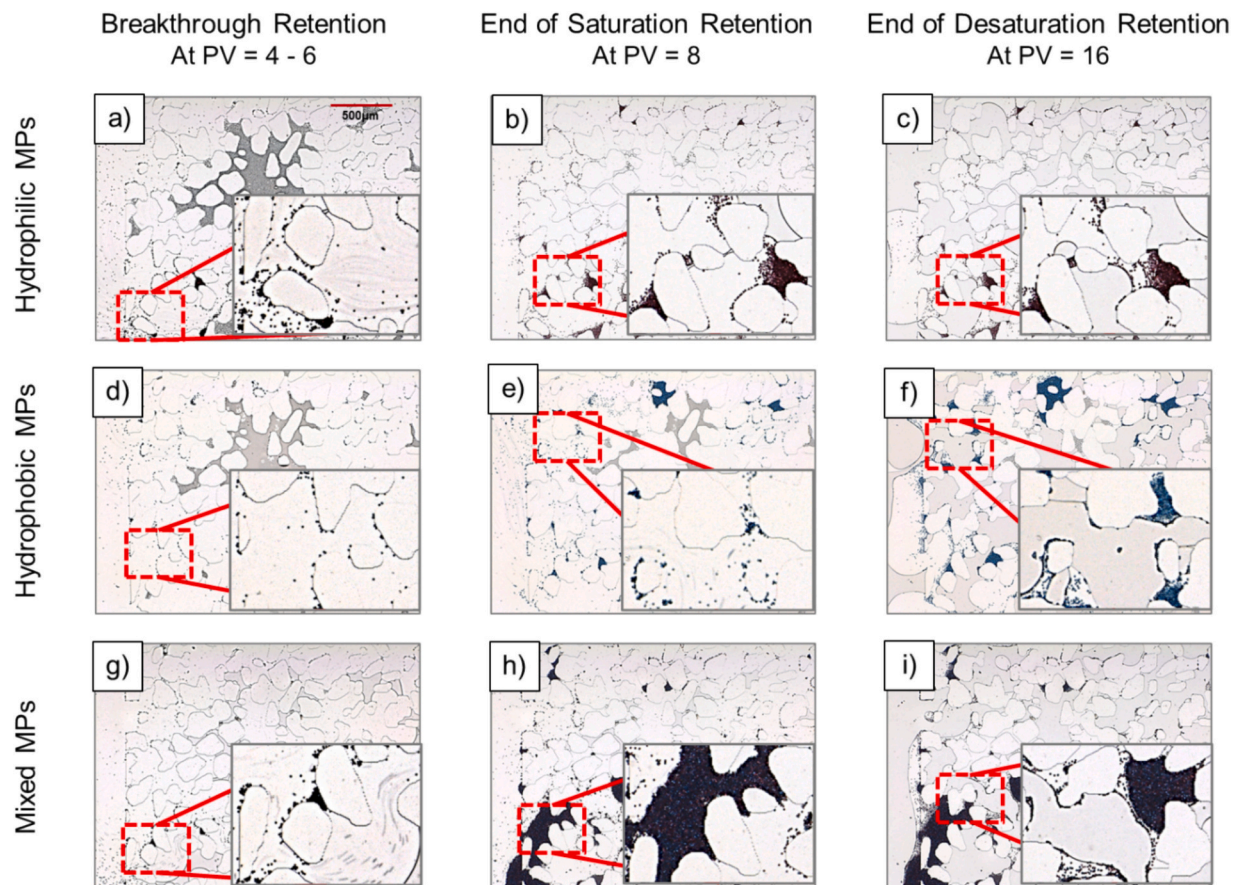 Breakthrough Retention
At PV = 4 - 6
End of Saturation Retention
At PV = 8
End of Desaturation Retention
At PV = 16
Hydrophilic MPs
a)
500µm
b)
c)
Hydrophobic MPs
d)
e)
f)
Mixed MPs
g)
h)
i)